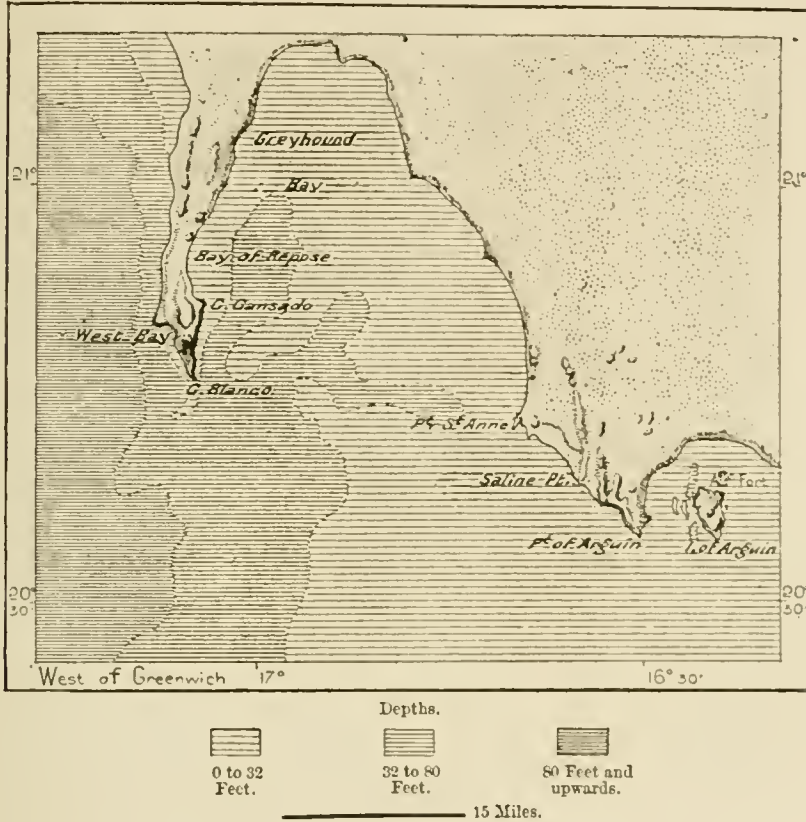 Greyhound
21°
21°
Bay
Bay of Repose
C. Cansado
West Bay
C. Blanco
Pt. St. Anne
Saline Pt.
Fort
Pt. of Arguin
I. of Arguin
20°
30'
20°
30'
West of Greenwich
17°
16° 30'
Depths.
0 to 32
Feet.
32 to 80
Feet.
80 Feet and
upwards.
15 Miles.